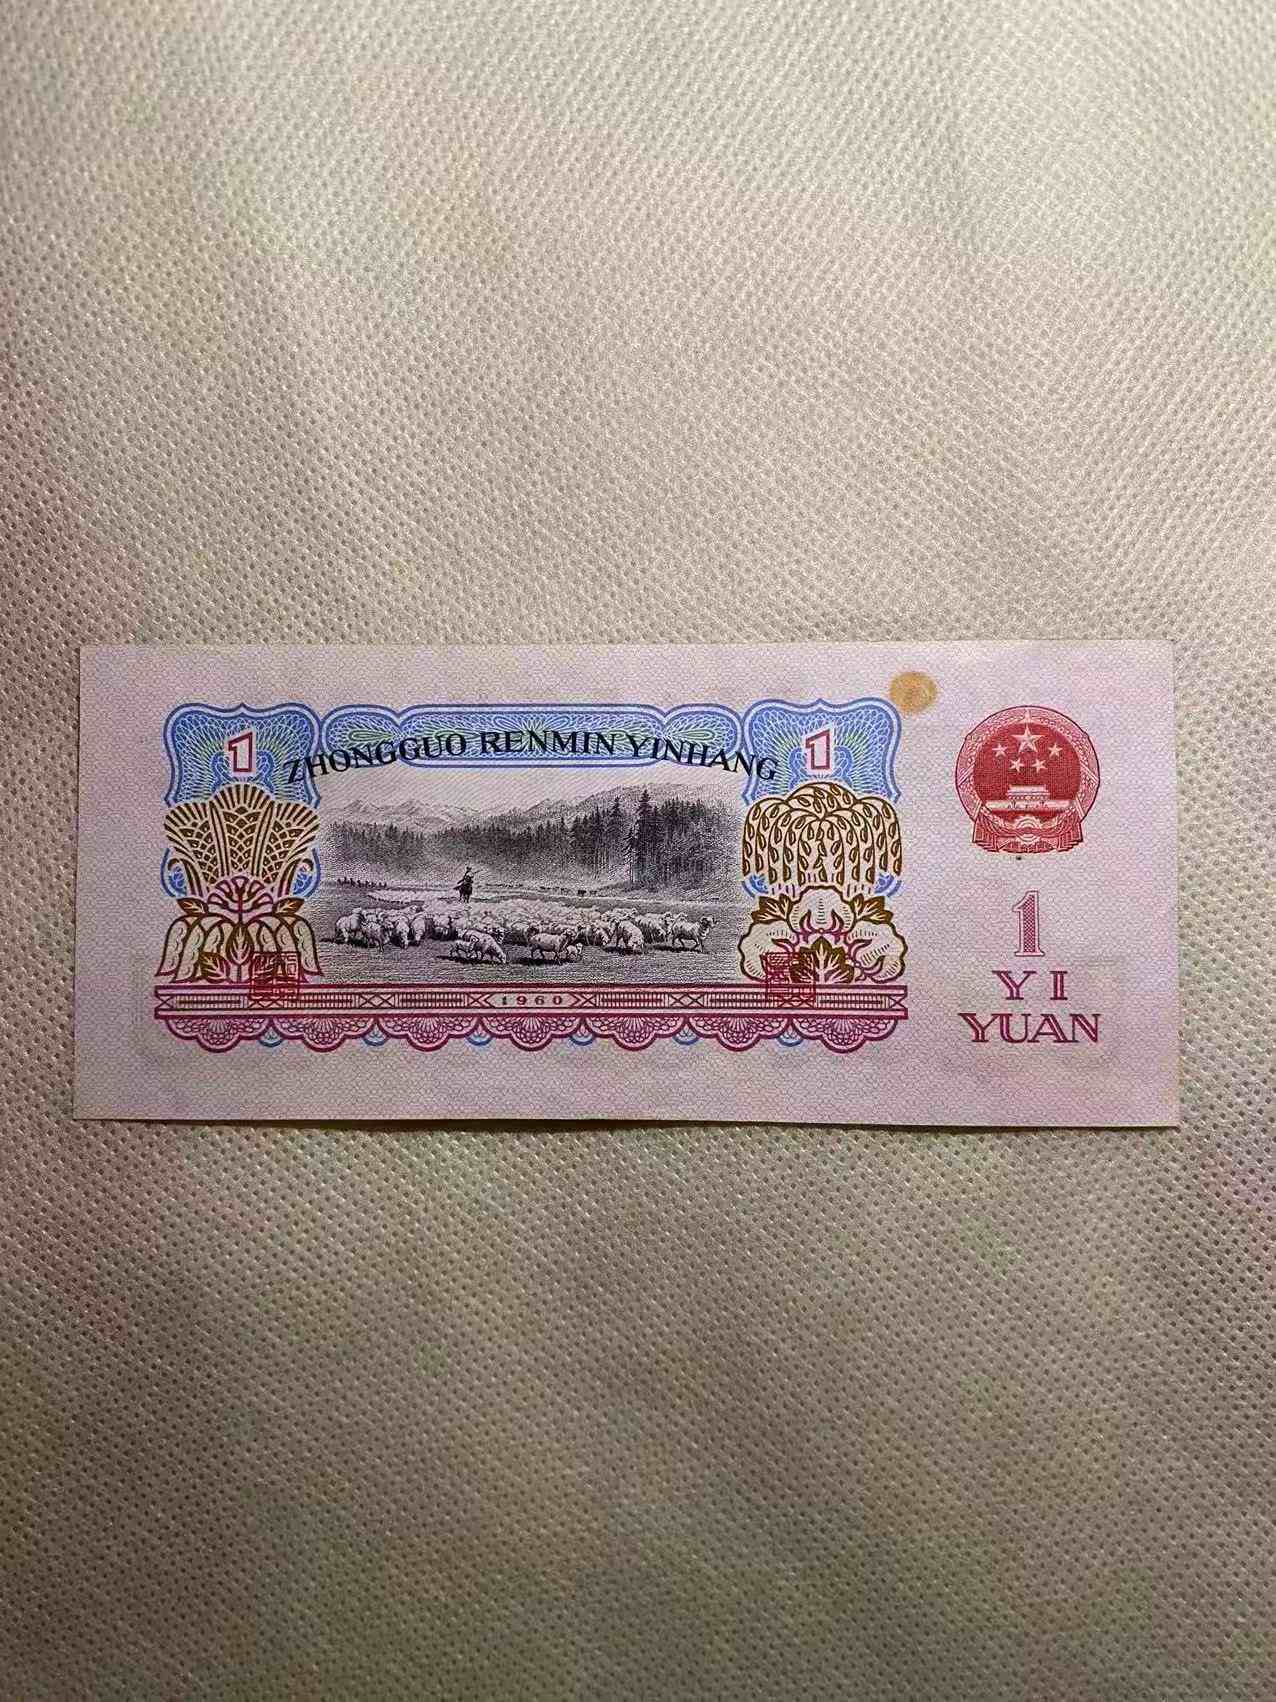 1
ZHONGGUO RENMIN YINHANG
1
1960
1
YI
YUAN